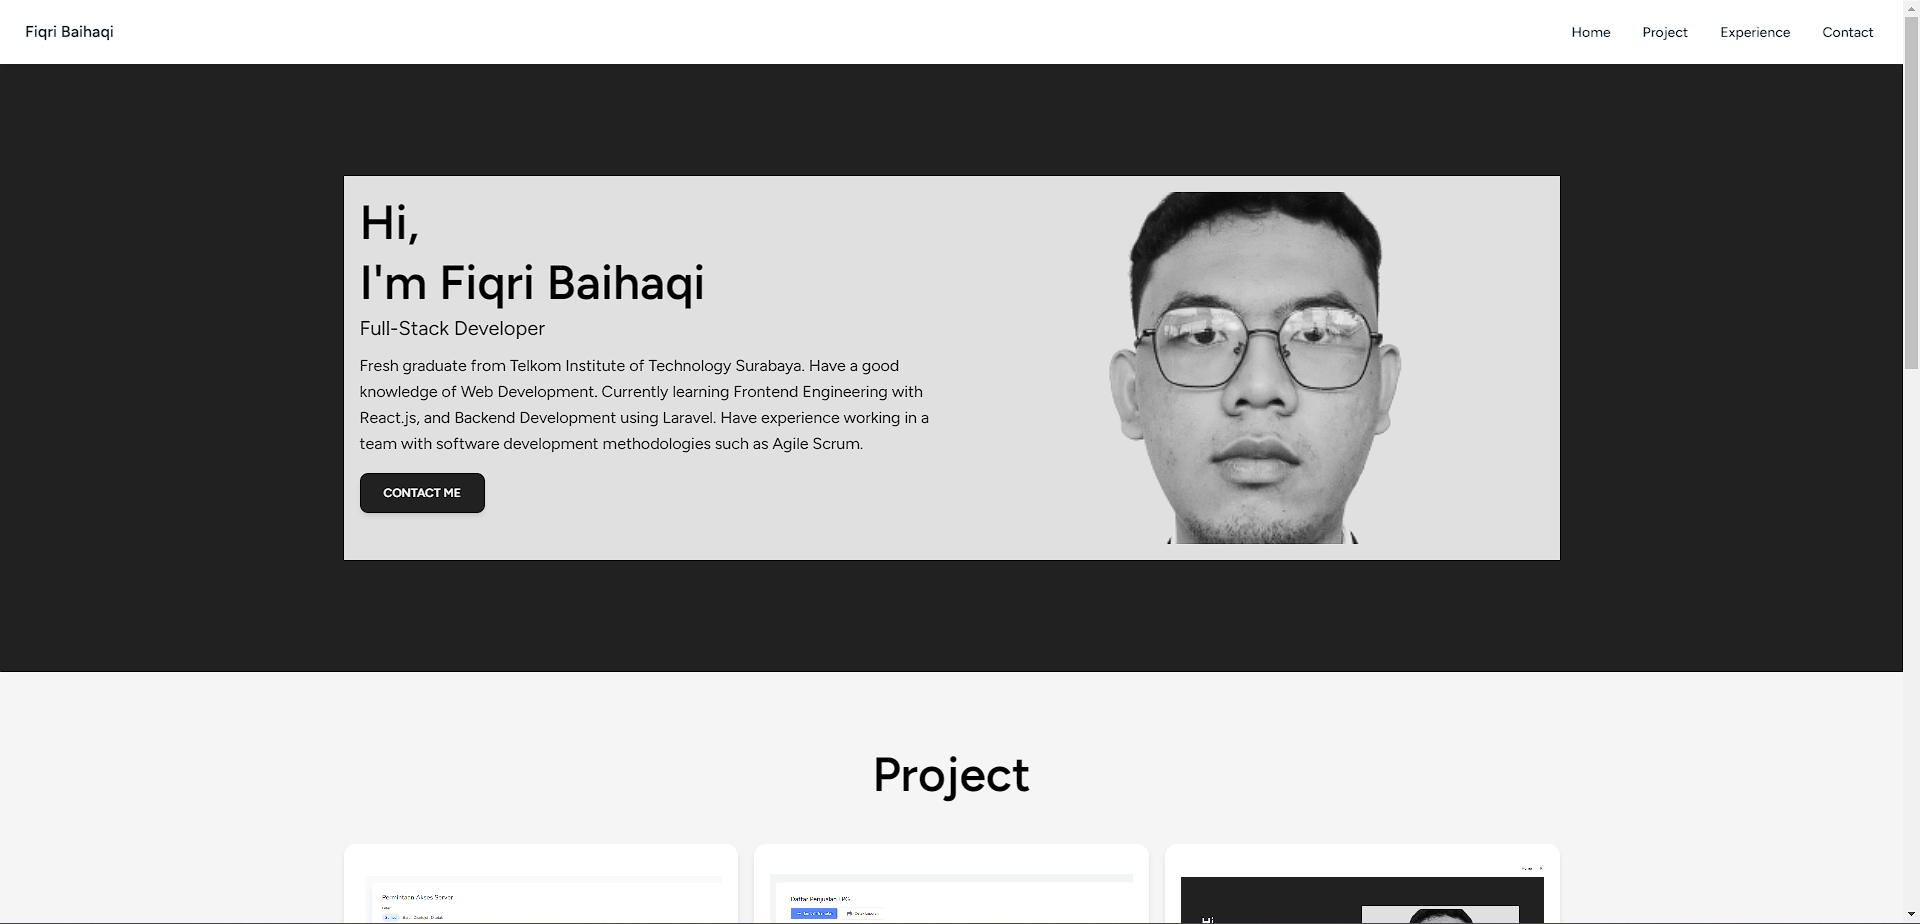 Fiqri Baihaqi
Home
Project
Experience
Contact
Hi,
I'm Fiqri Baihaqi
Full-Stack Developer
Fresh graduate from Telkom Institute of Technology Surabaya. Have a good
knowledge of Web Development. Currently learning Frontend Engineering with
React.js, and Backend Development using Laravel. Have experience working in a
team with software development methodologies such as Agile Scrum.
CONTACT ME
Project
Permintaan Akses Server
Daftar Penjualan LPG
Hi